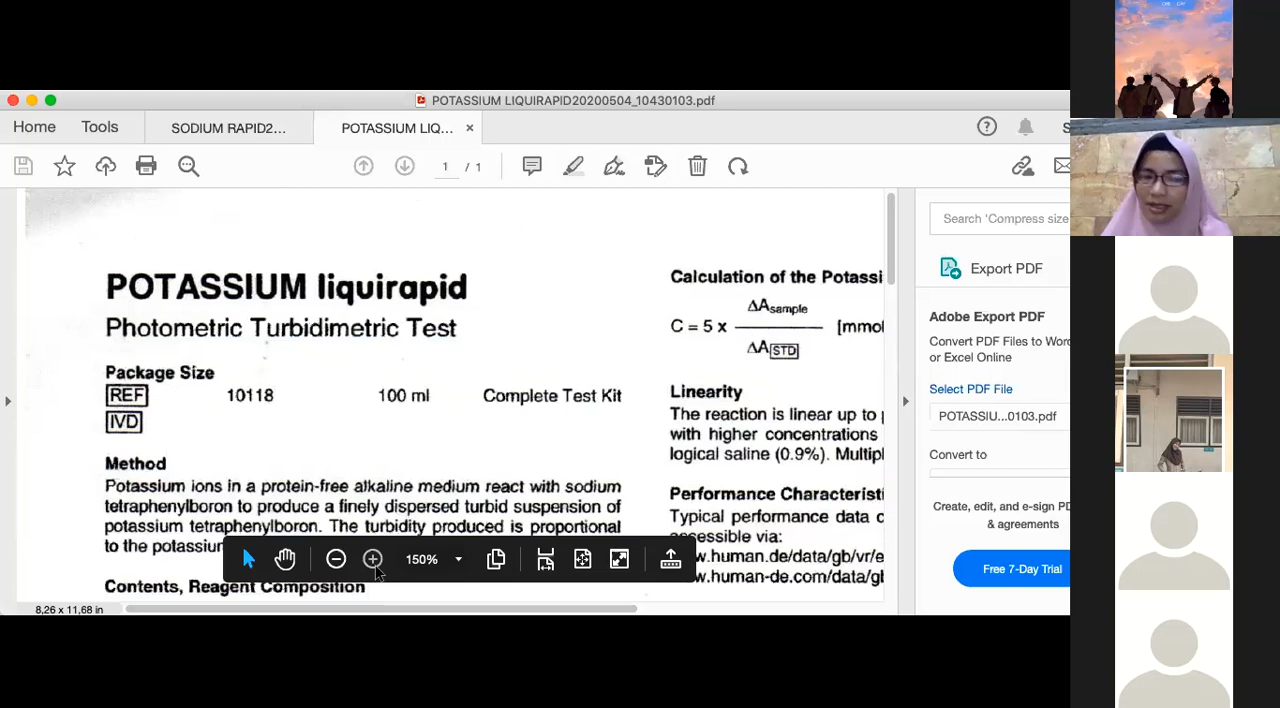 POTASSIUM LIQUIRAPID20200504_10430103.pdf
Home
Tools
SODIUM RAPID2...
POTASSIUM LIQ... ×
1 / 1
POTASSIUM liquirapid
Photometric Turbidimetric Test
Package Size
REF 10118 100 ml Complete Test Kit
IVD
Method
Potassium ions in a protein-free alkaline medium react with sodium
tetraphenylboron to produce a finely dispersed turbid suspension of
potassium tetraphenylboron. The turbidity produced is proportional
to the potassium
Contents, Reagent Composition
Calculation of the Potassi
ΔAsample
C = 5 x [mmol
ΔA STD
Linearity
The reaction is linear up to
with higher concentrations
logical saline (0.9%). Multipl
Performance Characteristi
Typical performance data
accessible via:
w.human.de/data/gb/vr/e
w.human-de.com/data/gb
150%
8,26 x 11,68 in
Search 'Compress size
Export PDF
Adobe Export PDF
Convert PDF Files to Word
or Excel Online
Select PDF File
POTASSIU...0103.pdf
Convert to
Create, edit, and e-sign PD
& agreements
Free 7-Day Trial